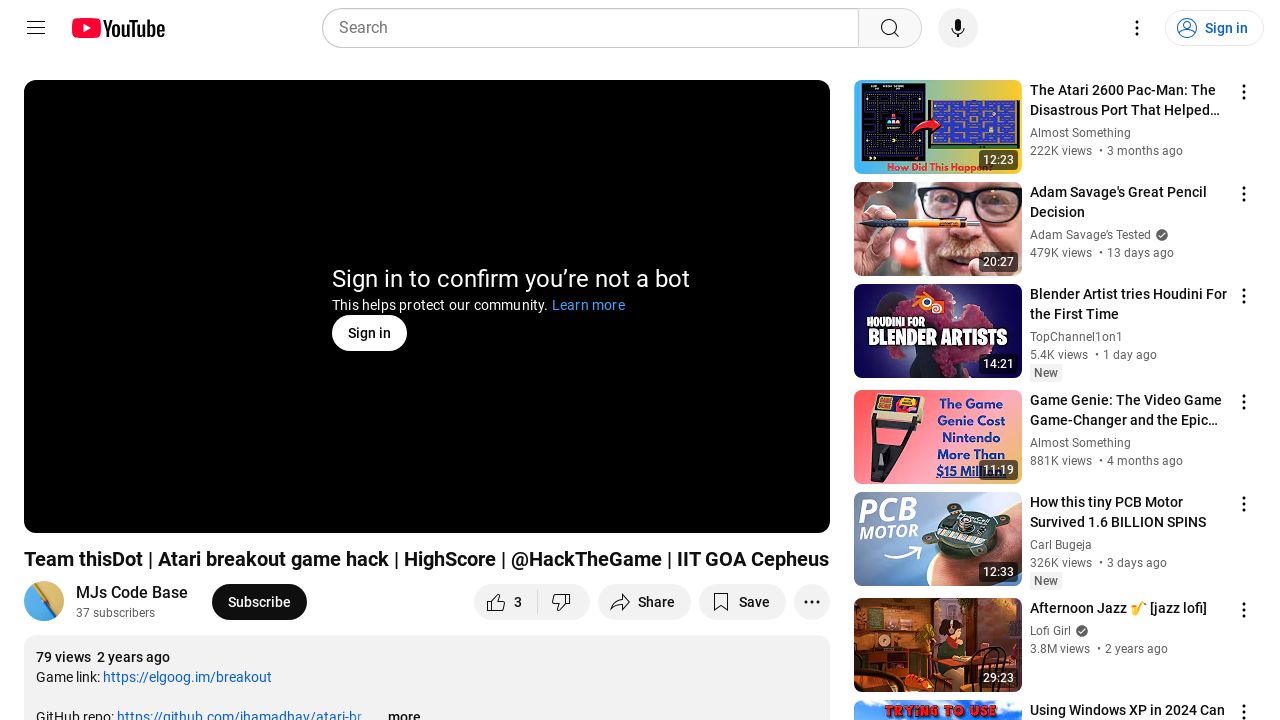 YouTube
Search
Sign in
Sign in to confirm you’re not a bot
This helps protect our community. Learn more
Sign in
Team thisDot | Atari breakout game hack | HighScore | @HackTheGame | IIT GOA Cepheus
MJs Code Base
37 subscribers
Subscribe
3
Share
Save
79 views 2 years ago
Game link: https://elgoog.im/breakout
GitHub repo: https://github.com/jhamadhav/atari-br
...more
How Did This Happen?
12:23
The Atari 2600 Pac-Man: The
Disastrous Port That Helped…
Almost Something
222K views • 3 months ago
20:27
Adam Savage's Great Pencil
Decision
Adam Savage’s Tested
479K views • 13 days ago
HOUDINI FOR
BLENDER ARTISTS
14:21
Blender Artist tries Houdini For
the First Time
TopChannel1on1
5.4K views • 1 day ago
New
The Game
Genie Cost
Nintendo
More Than
$15 Million
11:19
Game Genie: The Video Game
Game-Changer and the Epic…
Almost Something
881K views • 4 months ago
PCB
MOTOR
12:33
How this tiny PCB Motor
Survived 1.6 BILLION SPINS
Carl Bugeja
326K views • 3 days ago
New
29:23
Afternoon Jazz 🎷 [jazz lofi]
Lofi Girl
3.8M views • 2 years ago
TRYING TO USE
Using Windows XP in 2024 Can